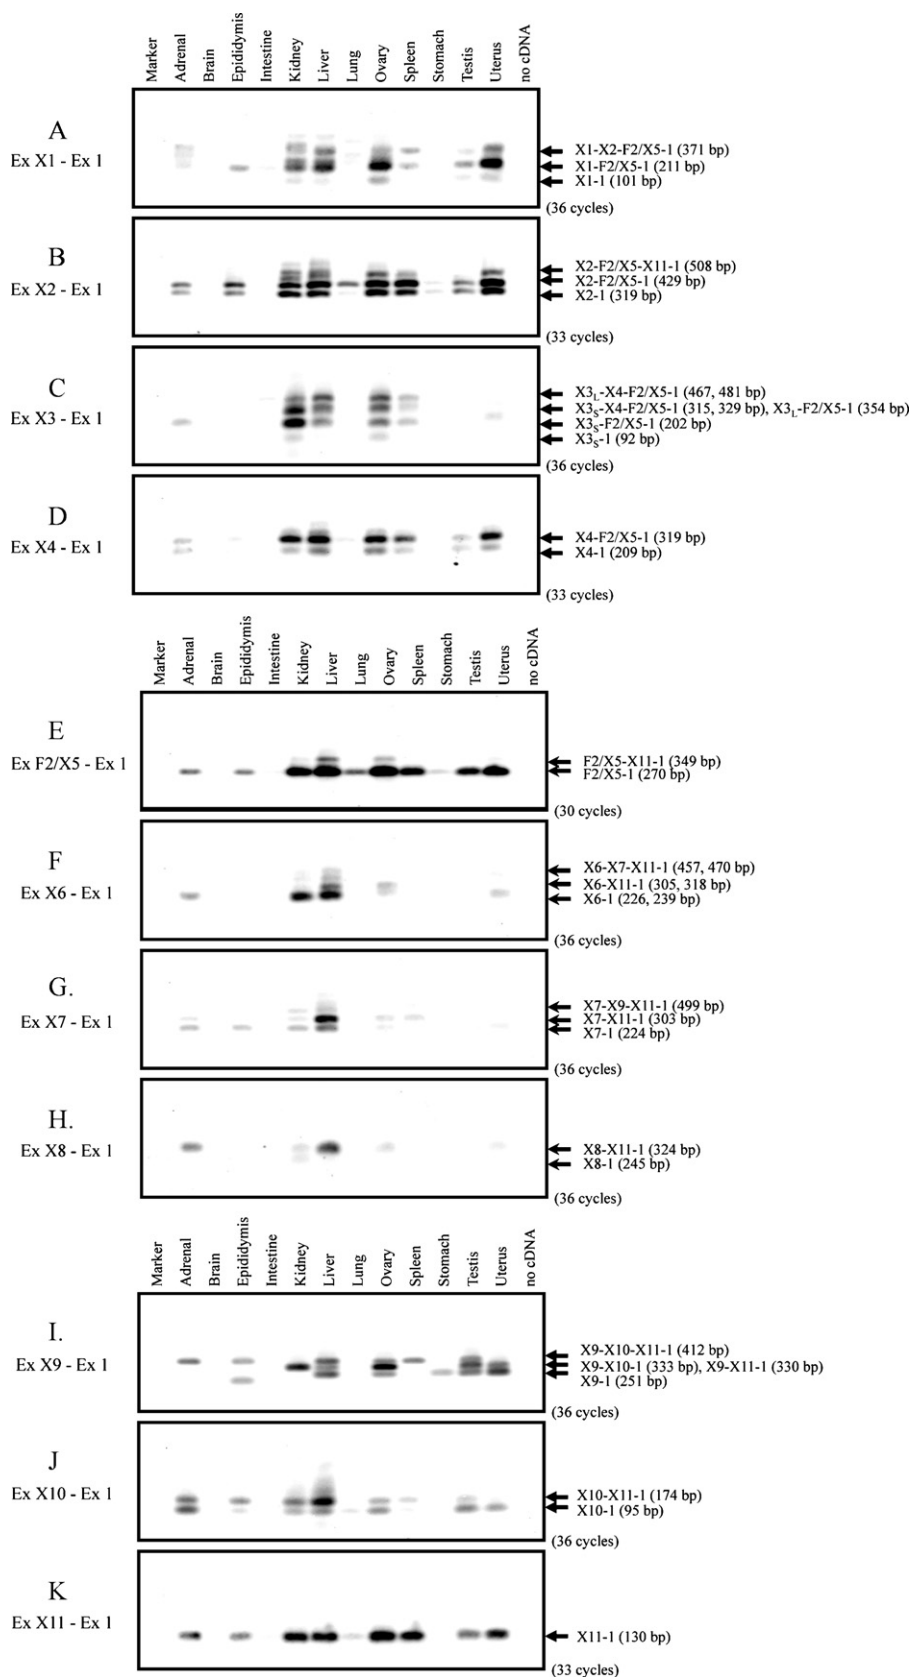 Marker Adrenal Brain Epididymis Intestine Kidney Liver Lung Ovary Spleen Stomach Testis Uterus no cDNA
A
Ex X1 - Ex 1
X1-X2-F2/X5-1 (371 bp)
X1-F2/X5-1 (211 bp)
X1-1 (101 bp)
(36 cycles)
B
Ex X2 - Ex 1
X2-F2/X5-X11-1 (508 bp)
X2-F2/X5-1 (429 bp)
X2-1 (319 bp)
(33 cycles)
C
Ex X3 - Ex 1
X3L-X4-F2/X5-1 (467, 481 bp)
X3S-X4-F2/X5-1 (315, 329 bp), X3L-F2/X5-1 (354 bp)
X3S-F2/X5-1 (202 bp)
X3S-1 (92 bp)
(36 cycles)
D
Ex X4 - Ex 1
X4-F2/X5-1 (319 bp)
X4-1 (209 bp)
(33 cycles)
Marker Adrenal Brain Epididymis Intestine Kidney Liver Lung Ovary Spleen Stomach Testis Uterus no cDNA
E
Ex F2/X5 - Ex 1
F2/X5-X11-1 (349 bp)
F2/X5-1 (270 bp)
(30 cycles)
F
Ex X6 - Ex 1
X6-X7-X11-1 (457, 470 bp)
X6-X11-1 (305, 318 bp)
X6-1 (226, 239 bp)
(36 cycles)
G.
Ex X7 - Ex 1
X7-X9-X11-1 (499 bp)
X7-X11-1 (303 bp)
X7-1 (224 bp)
(36 cycles)
H.
Ex X8 - Ex 1
X8-X11-1 (324 bp)
X8-1 (245 bp)
(36 cycles)
Marker Adrenal Brain Epididymis Intestine Kidney Liver Lung Ovary Spleen Stomach Testis Uterus no cDNA
I.
Ex X9 - Ex 1
X9-X10-X11-1 (412 bp)
X9-X10-1 (333 bp), X9-X11-1 (330 bp)
X9-1 (251 bp)
(36 cycles)
J
Ex X10 - Ex 1
X10-X11-1 (174 bp)
X10-1 (95 bp)
(36 cycles)
K
Ex X11 - Ex 1
X11-1 (130 bp)
(33 cycles)